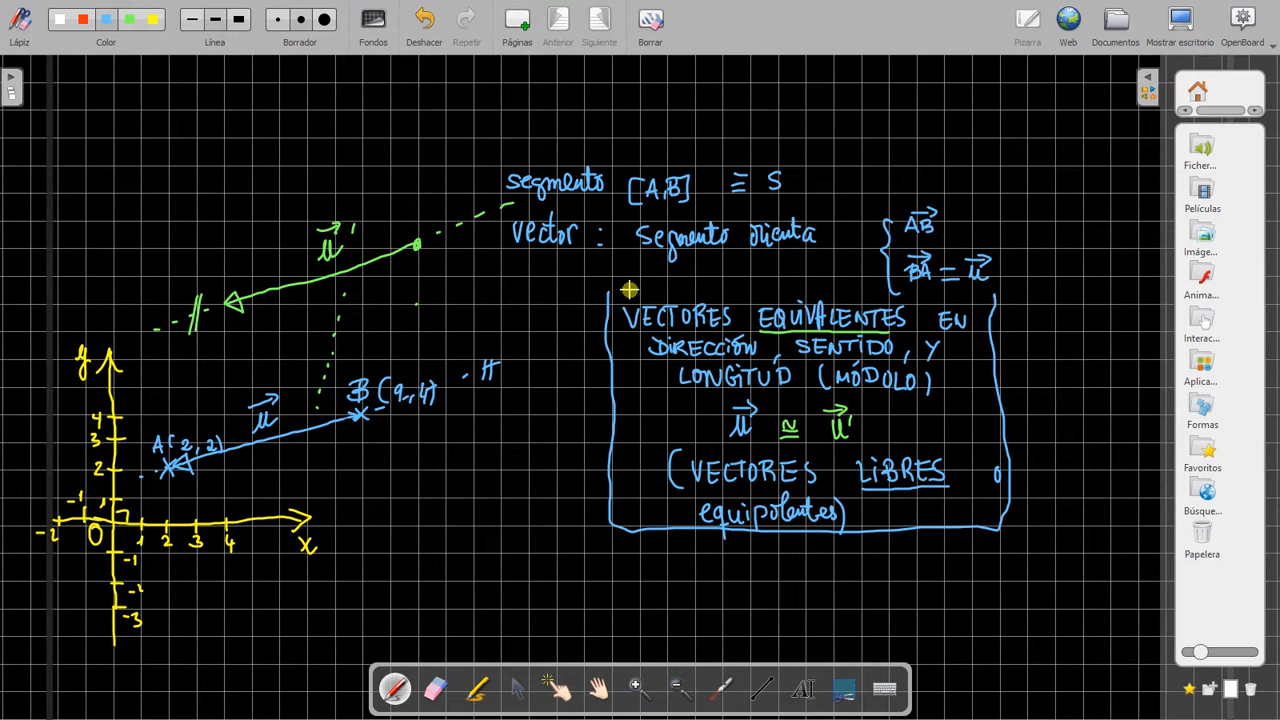 Lápiz Color Línea Borrador Fondos Deshacer Repetir Páginas Anterior Siguiente Borrar Pizarra Web Documentos Mostrar escritorio OpenBoard
segmento [A,B] ≡ S
vector : Segmento orienta
{ AB→
BA→ = u→
VECTORES EQUIVALENTES EN
DIRECCIÓN, SENTIDO, Y
LONGITUD (MÓDULO)
u→ ≅ u→'
(VECTORES LIBRES o
equipolentes)
u→'
y
u→
B(9,4)
A(2,2)
4
3
2
1
-2 -1 0 1 2 3 4 x
-1
-2
-3
Ficher...
Películas
Imáge...
Anima...
Interac...
Aplica...
Formas
Favoritos
Búsque...
Papelera
AI